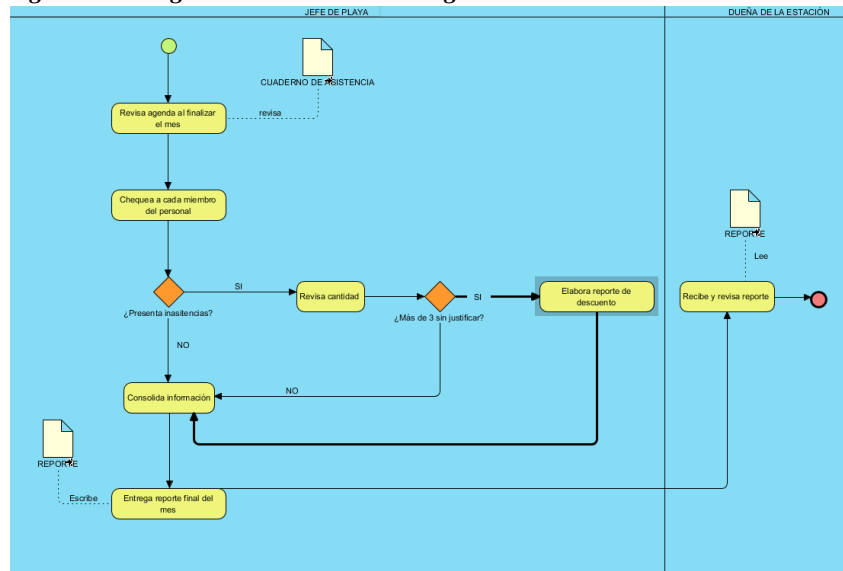 JEFE DE PLAYA
DUEÑA DE LA ESTACIÓN
CUADERNO DE ASISTENCIA
Revisa agenda al finalizar
el mes
revisa
Chequea a cada miembro
del personal
REPORTE
Lee
SI
Revisa cantidad
SI
Elabora reporte de
descuento
Recibe y revisa reporte
¿Presenta inasitencias?
¿Más de 3 sin justificar?
NO
NO
Consolida información
REPORTE
Escribe
Entrega reporte final del
mes